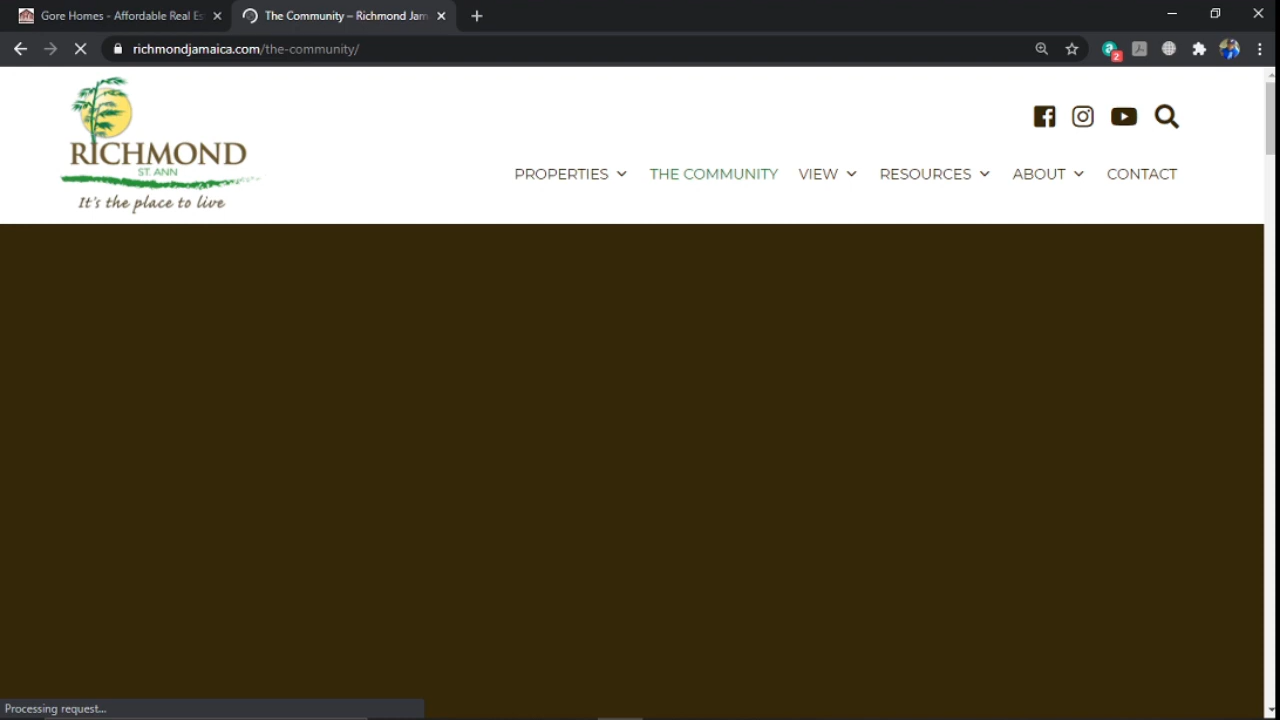 Gore Homes - Affordable Real Es
The Community – Richmond Jam
richmondjamaica.com/the-community/
2
RICHMOND
ST. ANN
It's the place to live
PROPERTIES THE COMMUNITY VIEW RESOURCES ABOUT CONTACT
Processing request...